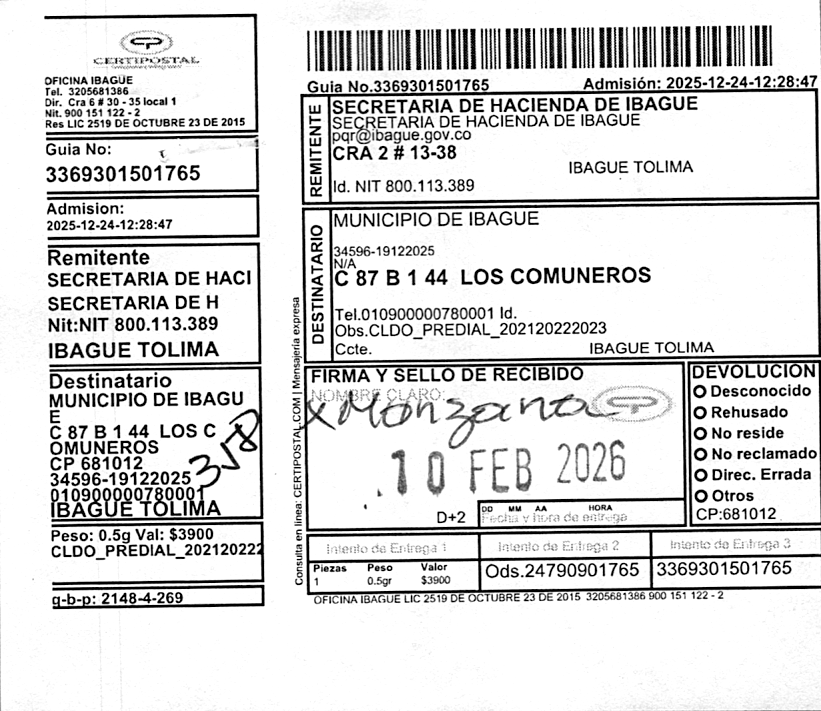 CERTIPOSTAL
OFICINA IBAGUE
Tel. 3205681386
Dir. Cra 6 # 30 - 35 local 1
Nit. 900 151 122 - 2
Res LIC 2519 DE OCTUBRE 23 DE 2015
Guia No:
3369301501765
Admision:
2025-12-24-12:28:47
Remitente
SECRETARIA DE HACI
SECRETARIA DE H
Nit:NIT 800.113.389
IBAGUE TOLIMA
Destinatario
MUNICIPIO DE IBAGU
E
C 87 B 1 44 LOS C
OMUNEROS
CP 681012
34596-19122025
010900000780001
IBAGUE TOLIMA
318
Peso: 0.5g Val: $3900
CLDO_PREDIAL_202120222
q-b-p: 2148-4-269
Consulta en linea: CERTIPOSTAL.COM | Mensajería expresa
Guia No.3369301501765 Admisión: 2025-12-24-12:28:47
REMITENTE
SECRETARIA DE HACIENDA DE IBAGUE
SECRETARIA DE HACIENDA DE IBAGUE
pqr@ibague.gov.co
CRA 2 # 13-38
IBAGUE TOLIMA
Id. NIT 800.113.389
DESTINATARIO
MUNICIPIO DE IBAGUE
34596-19122025
N/A
C 87 B 1 44 LOS COMUNEROS
Tel.010900000780001 Id.
Obs.CLDO_PREDIAL_202120222023
Ccte. IBAGUE TOLIMA
FIRMA Y SELLO DE RECIBIDO
NOMBRE CLARO:
x Monzana
10 FEB 2026
D+2
DD MM AA HORA
Fecha y hora de entrega
DEVOLUCION
Desconocido
Rehusado
No reside
No reclamado
Direc. Errada
Otros
CP:681012
Intento de Entrega 1 Intento de Entrega 2 Intento de Entrega 3
Piezas Peso Valor
1 0.5gr $3900
Ods.24790901765 3369301501765
OFICINA IBAGUE LIC 2519 DE OCTUBRE 23 DE 2015 3205681386 900 151 122 - 2